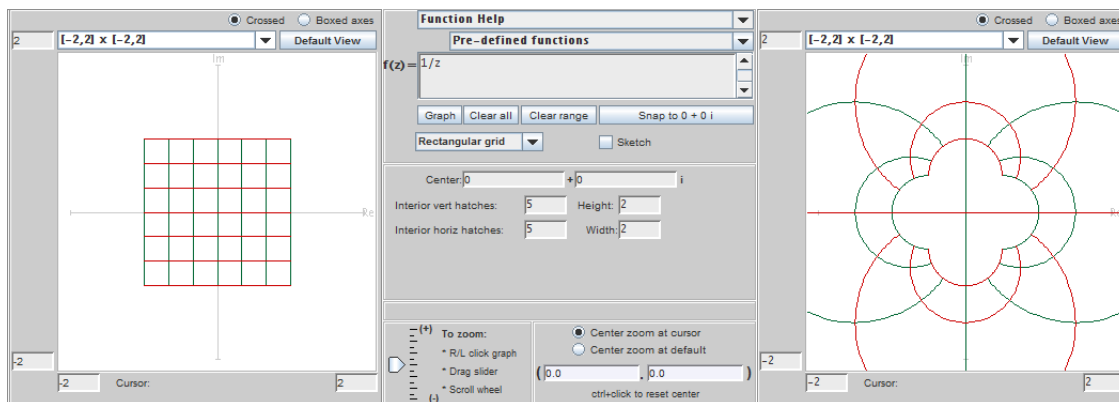 Crossed Boxed axes
2 [-2,2] x [-2,2] Default View
Im
Re
-2
-2 Cursor: 2
Function Help
Pre-defined functions
f(z)= 1/z
Graph Clear all Clear range Snap to 0 + 0 i
Rectangular grid Sketch
Center: 0 + 0 i
Interior vert hatches: 5 Height: 2
Interior horiz hatches: 5 Width: 2
(+) To zoom:
* R/L click graph
* Drag slider
* Scroll wheel
(-)
Center zoom at cursor
Center zoom at default
( 0.0 , 0.0 )
ctrl+click to reset center
Crossed Boxed axes
2 [-2,2] x [-2,2] Default View
Im
Re
-2
-2 Cursor: 2